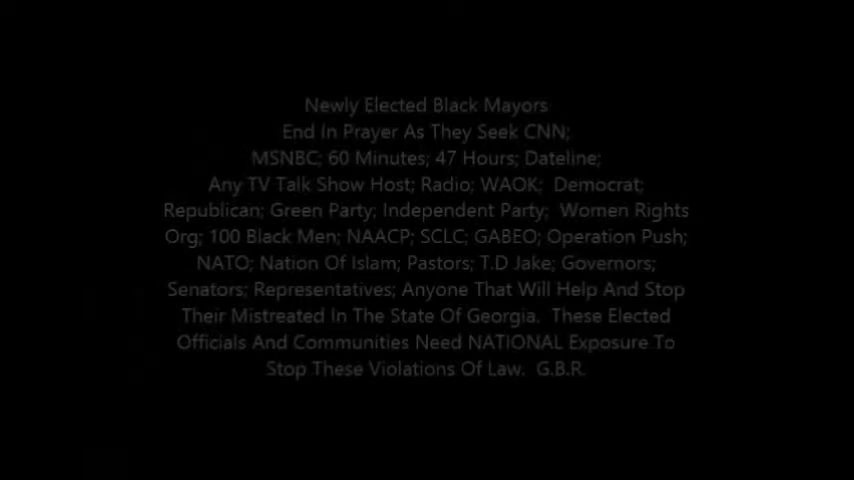 Newly Elected Black Mayors
End In Prayer As They Seek CNN;
MSNBC; 60 Minutes; 47 Hours; Dateline;
Any TV Talk Show Host; Radio; WAOK;  Democrat;
Republican; Green Party; Independent Party;  Women Rights
Org; 100 Black Men; NAACP; SCLC; GABEO; Operation Push;
NATO; Nation Of Islam; Pastors; T.D Jake; Governors;
Senators; Representatives; Anyone That Will Help And Stop
Their Mistreated In The State Of Georgia.  These Elected
Officials And Communities Need NATIONAL Exposure To
Stop These Violations Of Law.  G.B.R.